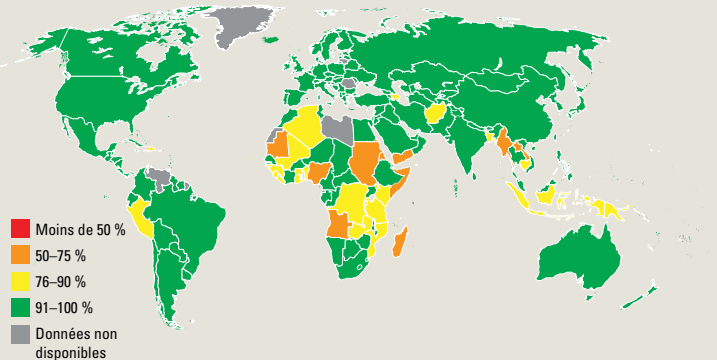 Moins de 50 %
50–75 %
76–90 %
91–100 %
Données non
disponibles